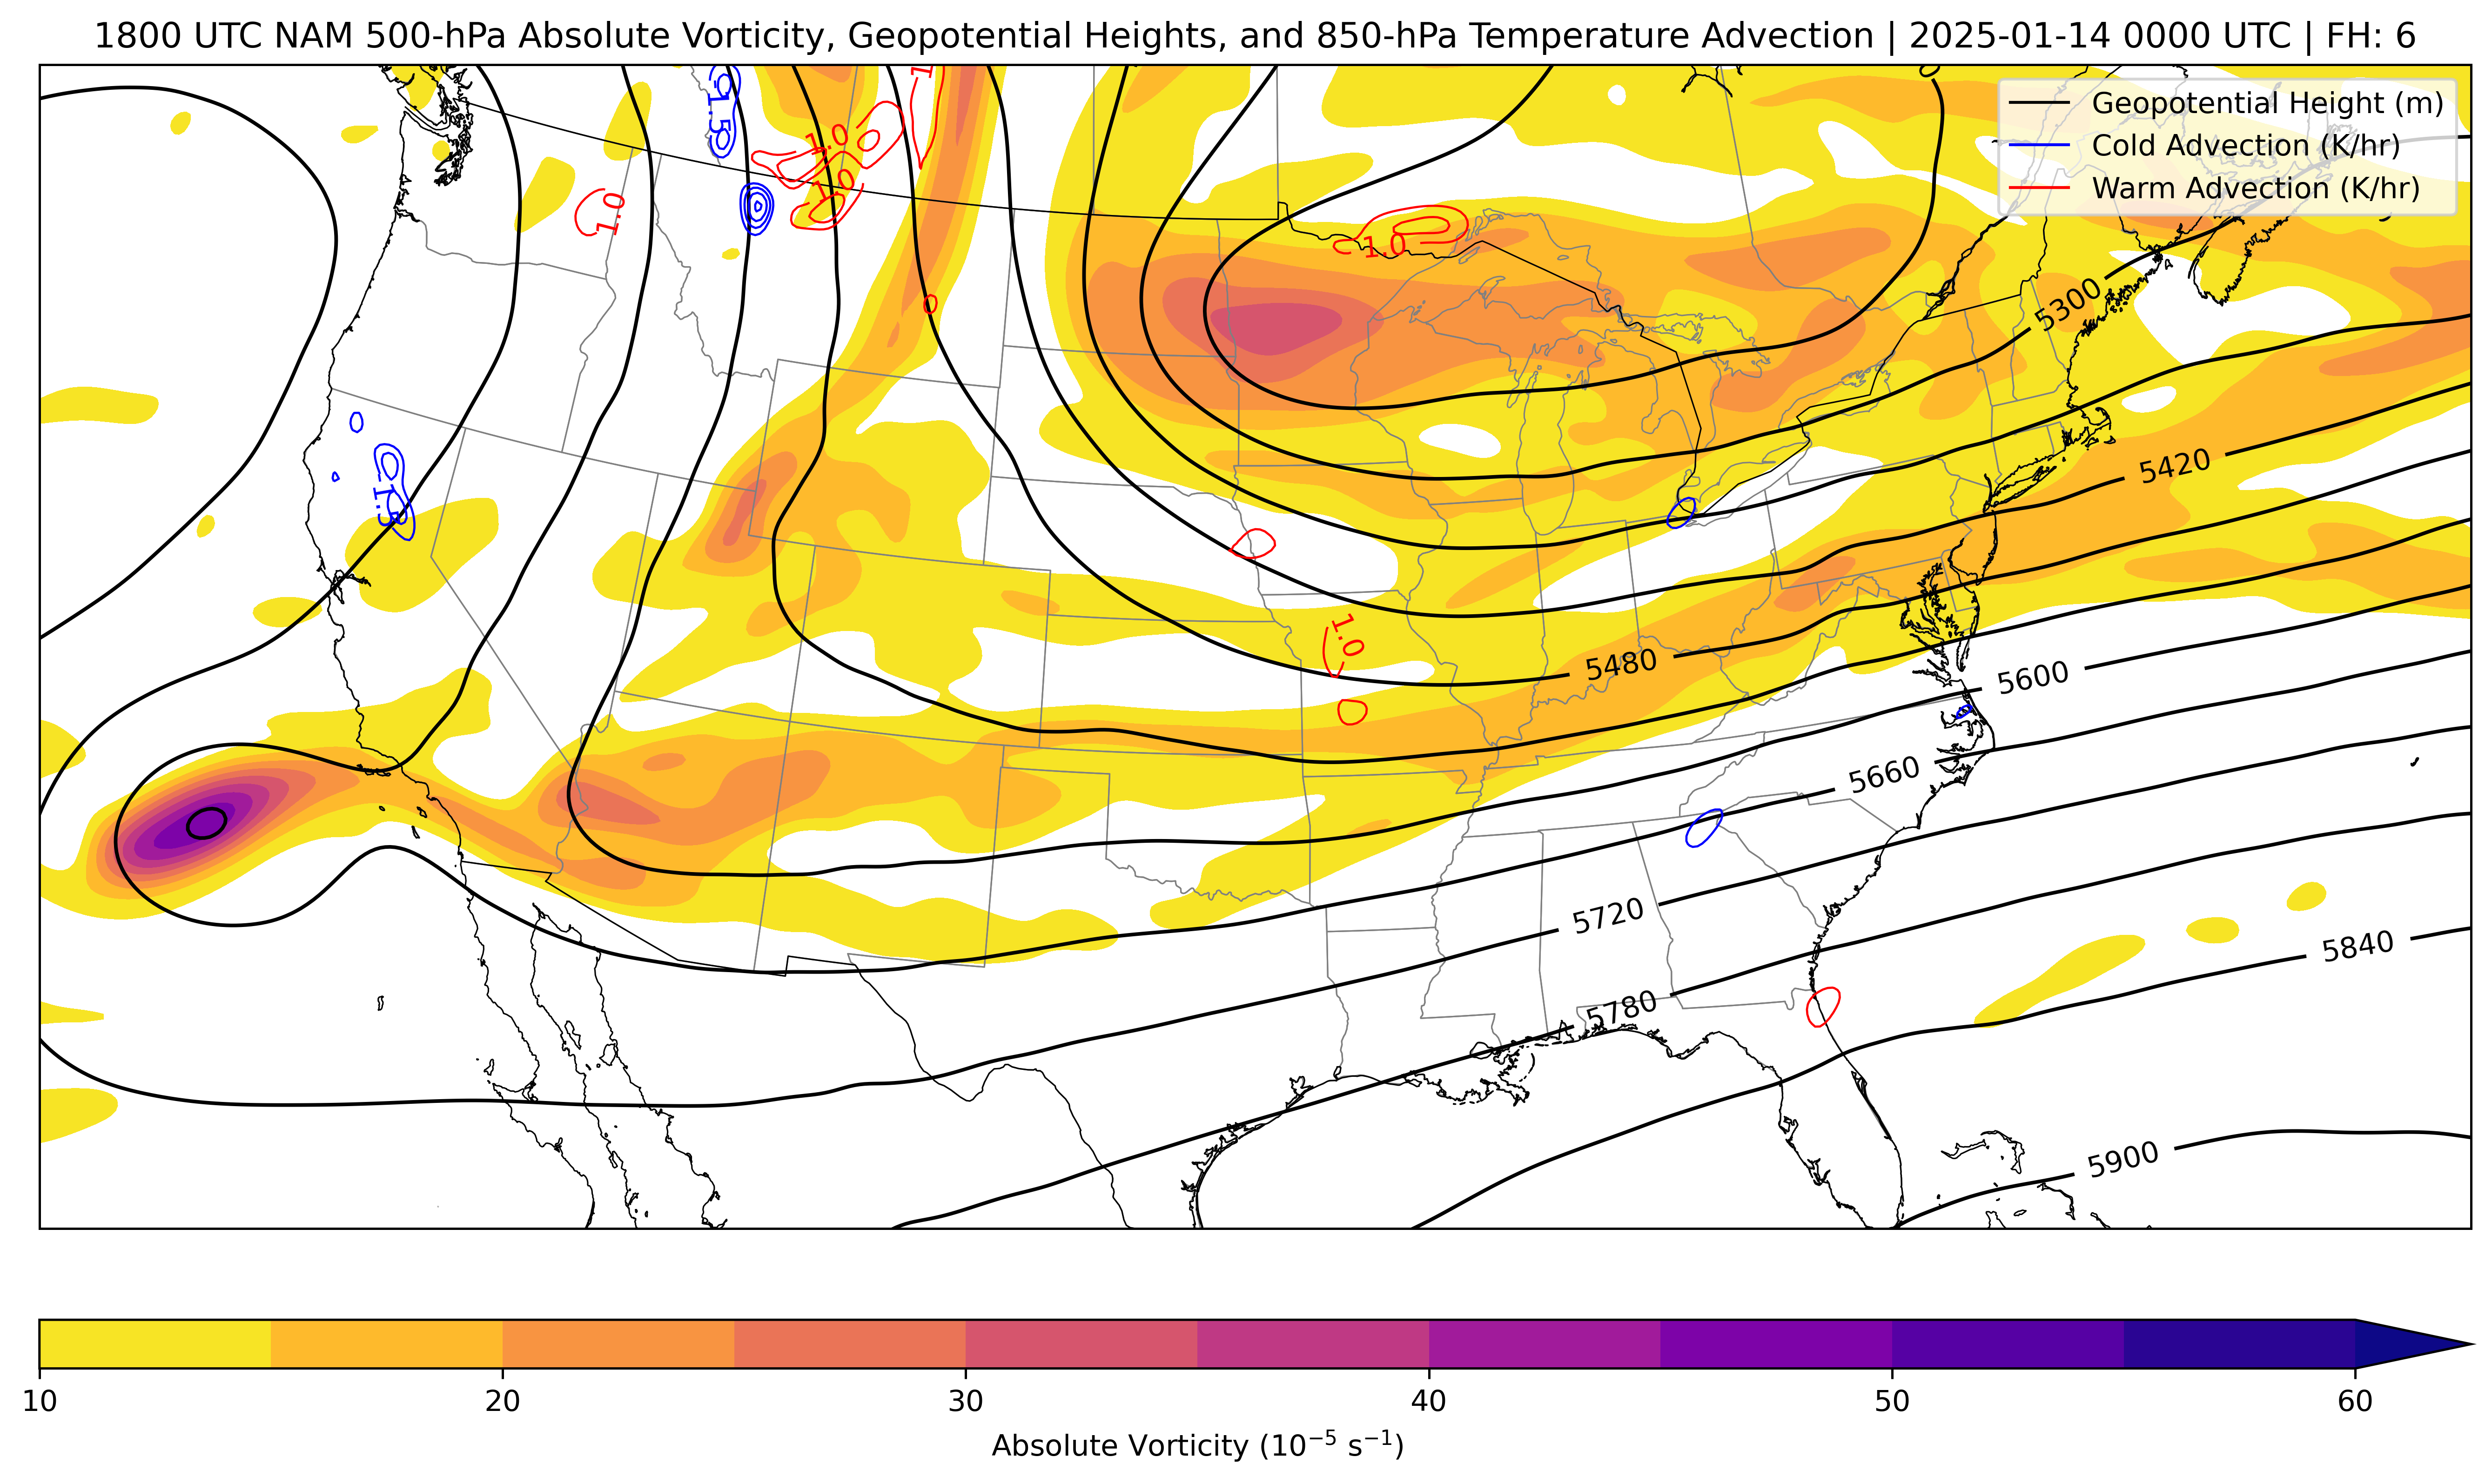 1800 UTC NAM 500-hPa Absolute Vorticity, Geopotential Heights, and 850-hPa Temperature Advection | 2025-01-14 0000 UTC | FH: 6
Geopotential Height (m)
Cold Advection (K/hr)
Warm Advection (K/hr)
-1.5
1.0
1.0
1.0
-1.0
0
5300
-1.5
5420
1.0
5480
5600
5660
5720
5780
5840
5900
10 20 30 40 50 60
Absolute Vorticity (10⁻⁵ s⁻¹)